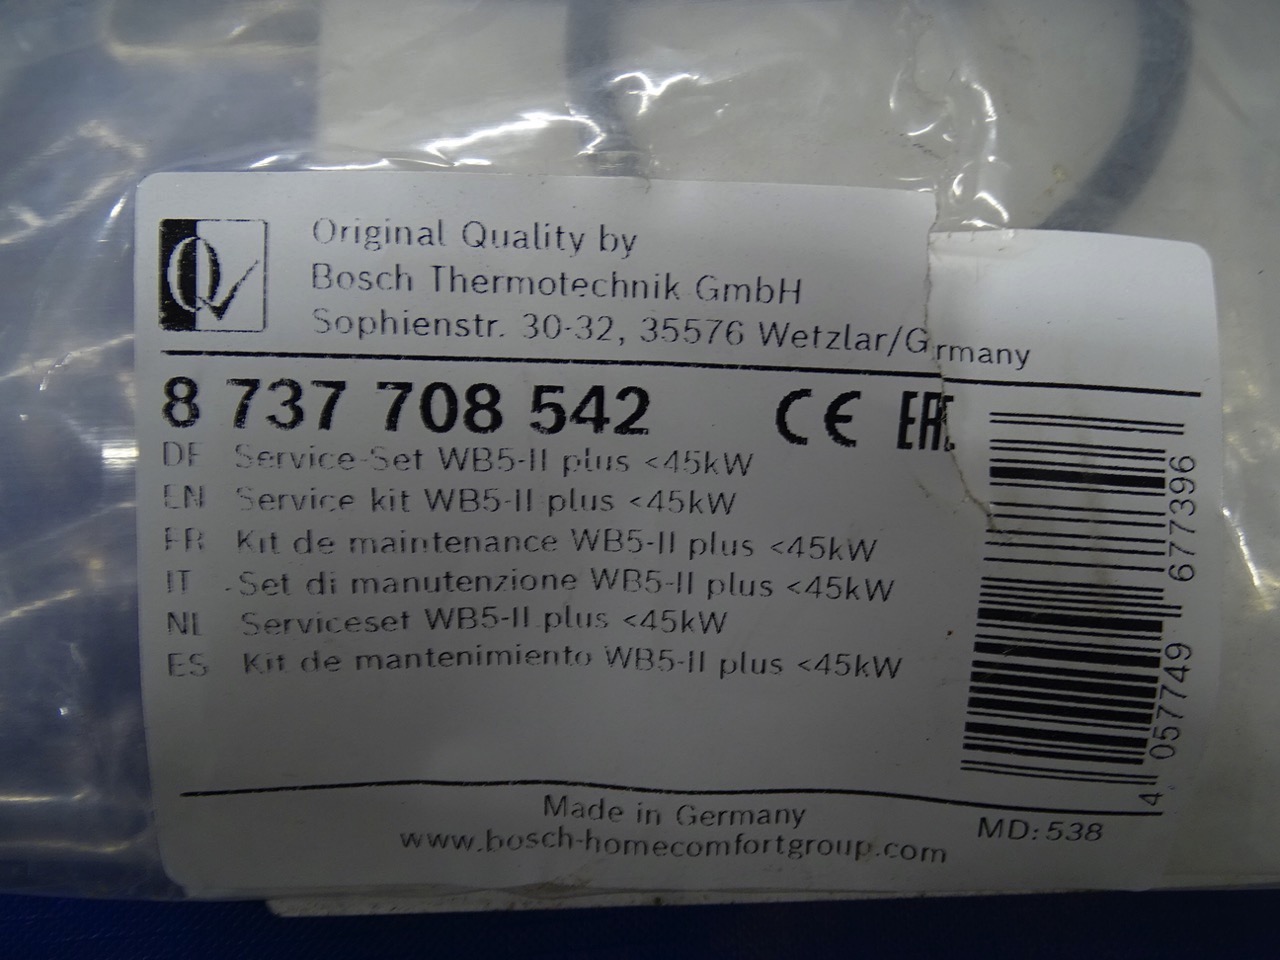 Original Quality by
Bosch Thermotechnik GmbH
Sophienstr. 30-32, 35576 Wetzlar/Grmany
8 737 708 542 CE EAC
DE Service-Set WB5-II plus <45kW
EN Service kit WB5-II plus <45kW
FR Kit de maintenance WB5-II plus <45kW
IT Set di manutenzione WB5-II plus <45kW
NL Serviceset WB5-II plus <45kW
ES Kit de mantenimiento WB5-II plus <45kW
4 057749 677396
Made in Germany
www.bosch-homecomfortgroup.com
MD: 538